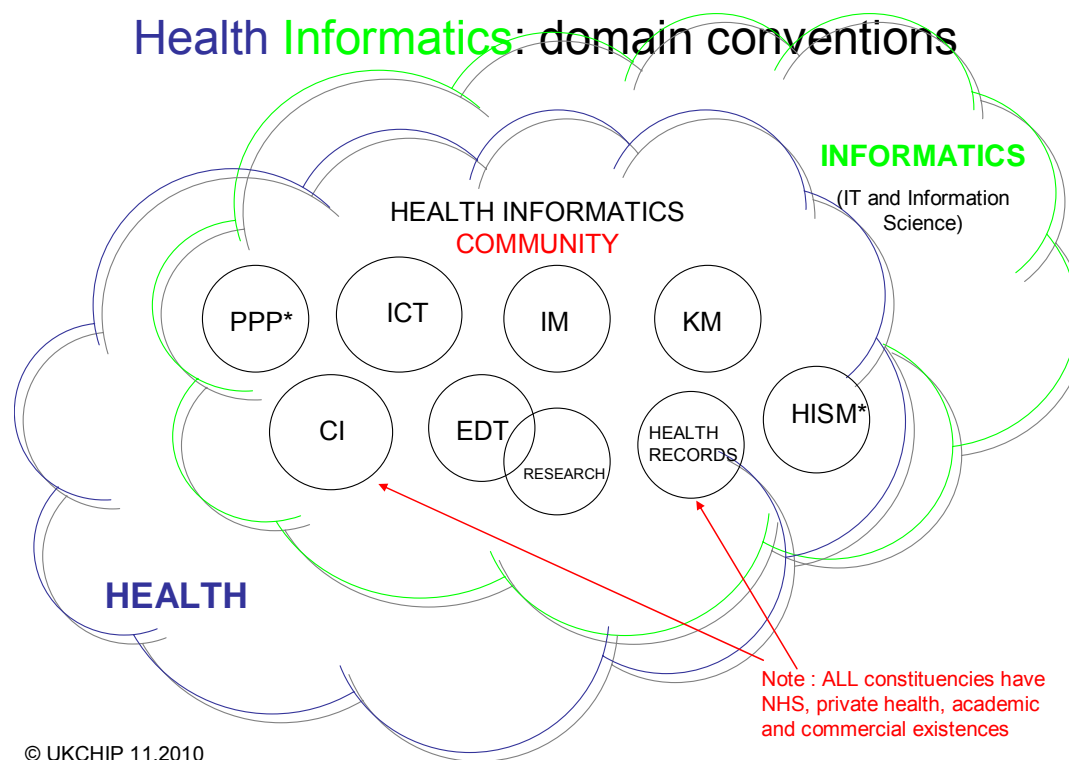 Health Informatics: domain conventions
INFORMATICS
(IT and Information
Science)
HEALTH INFORMATICS
COMMUNITY
PPP*
ICT
IM
KM
CI
EDT
RESEARCH
HEALTH
RECORDS
HISM*
HEALTH
Note : ALL constituencies have
NHS, private health, academic
and commercial existences
© UKCHIP 11.2010